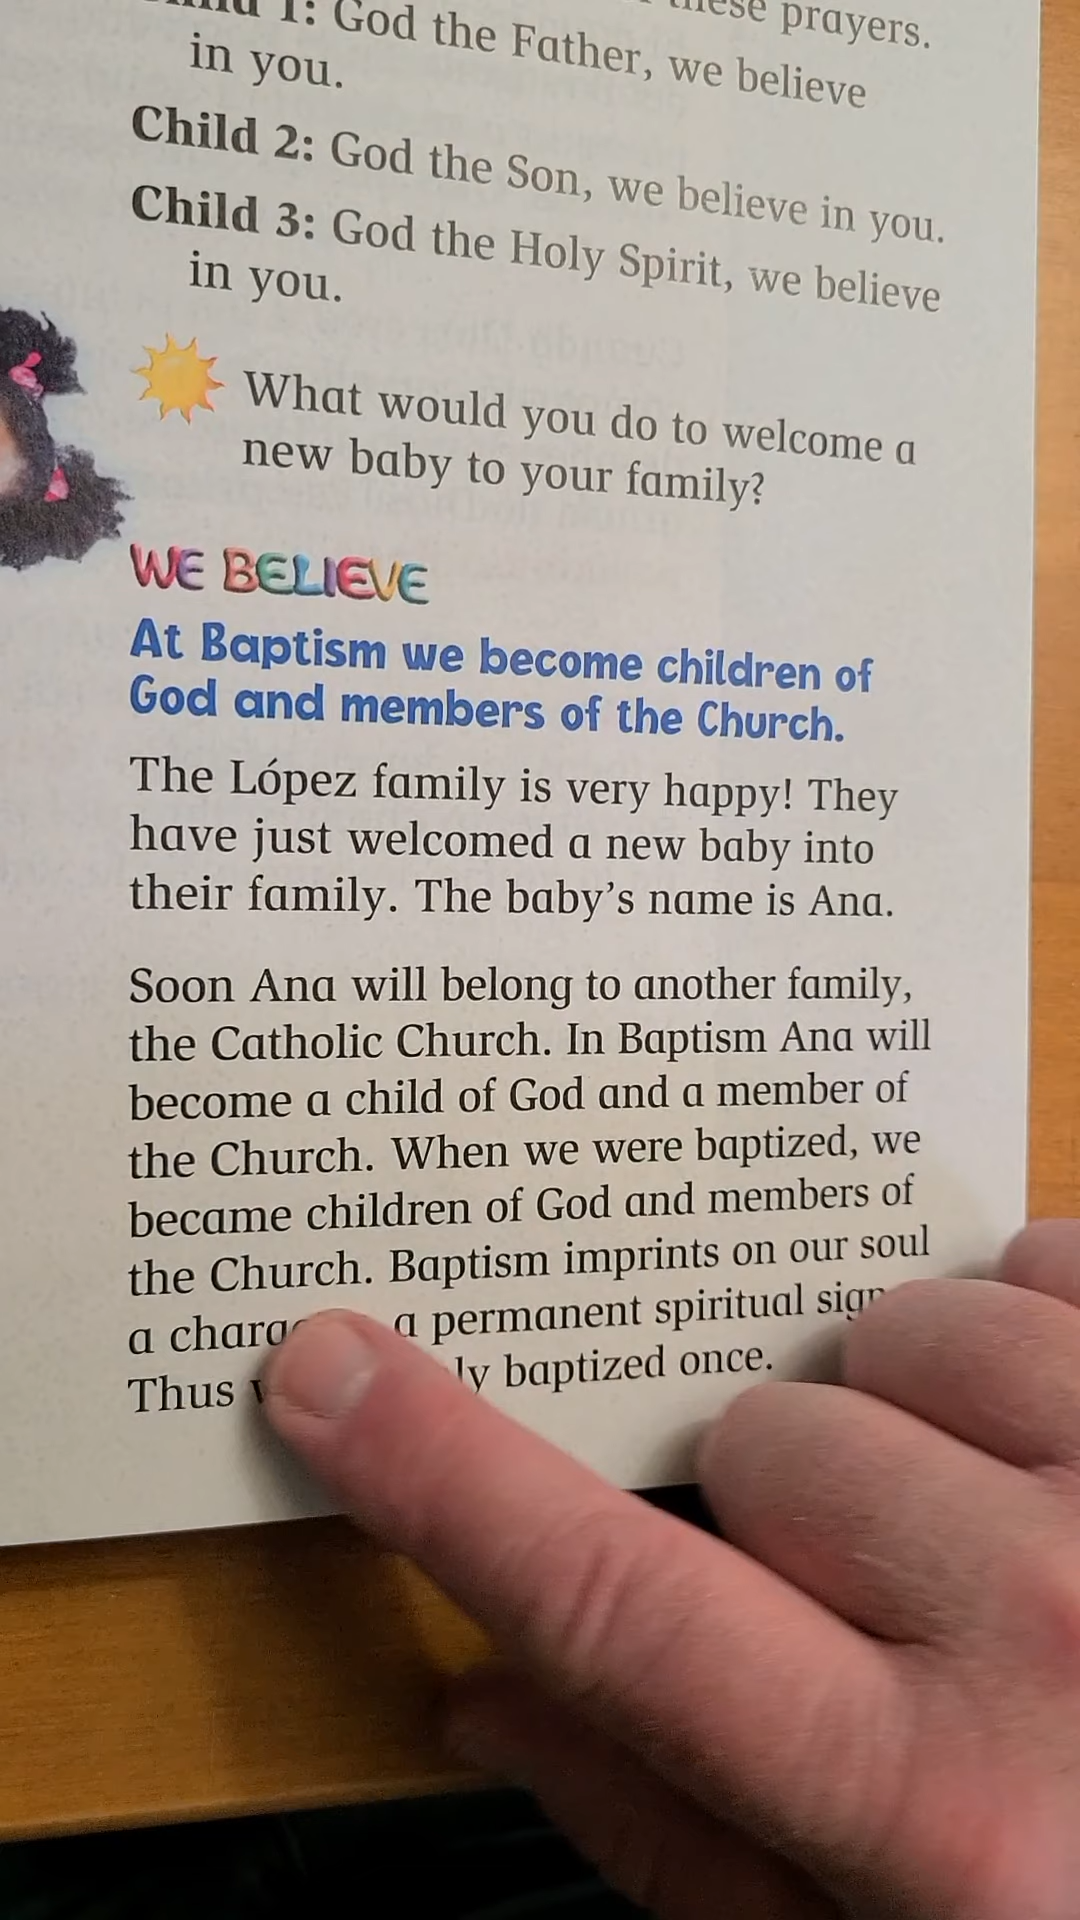 1: God the Father, we believe
these prayers.
in you.
Child 2: God the Son, we believe in you.
Child 3: God the Holy Spirit, we believe
in you.
What would you do to welcome a
new baby to your family?
WE BELIEVE
At Baptism we become children of
God and members of the Church.
The López family is very happy! They
have just welcomed a new baby into
their family. The baby’s name is Ana.
Soon Ana will belong to another family,
the Catholic Church. In Baptism Ana will
become a child of God and a member of
the Church. When we were baptized, we
became children of God and members of
the Church. Baptism imprints on our soul
a a permanent spiritual
Thus baptized once.